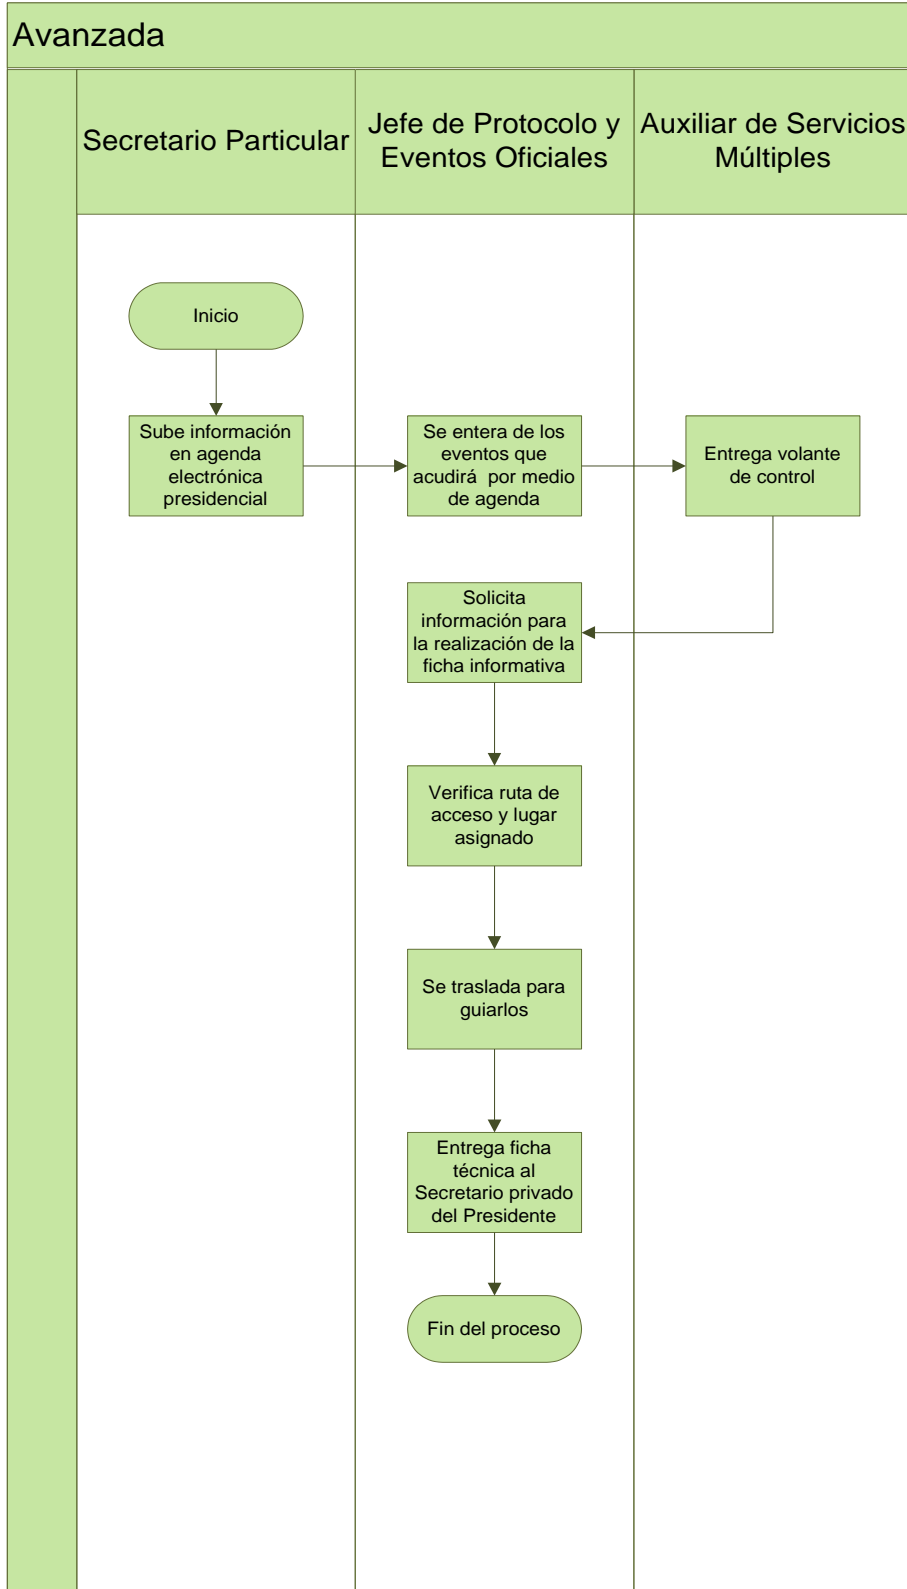 Avanzada
Secretario Particular
Jefe de Protocolo y
Eventos Oficiales
Auxiliar de Servicios
Múltiples
Inicio
Sube información
en agenda
electrónica
presidencial
Se entera de los
eventos que
acudirá  por medio
de agenda
Entrega volante
de control
Solicita
información para
la realización de la
ficha informativa
Verifica ruta de
acceso y lugar
asignado
Se traslada para
guiarlos
Entrega ficha
técnica al
Secretario privado
del Presidente
Fin del proceso